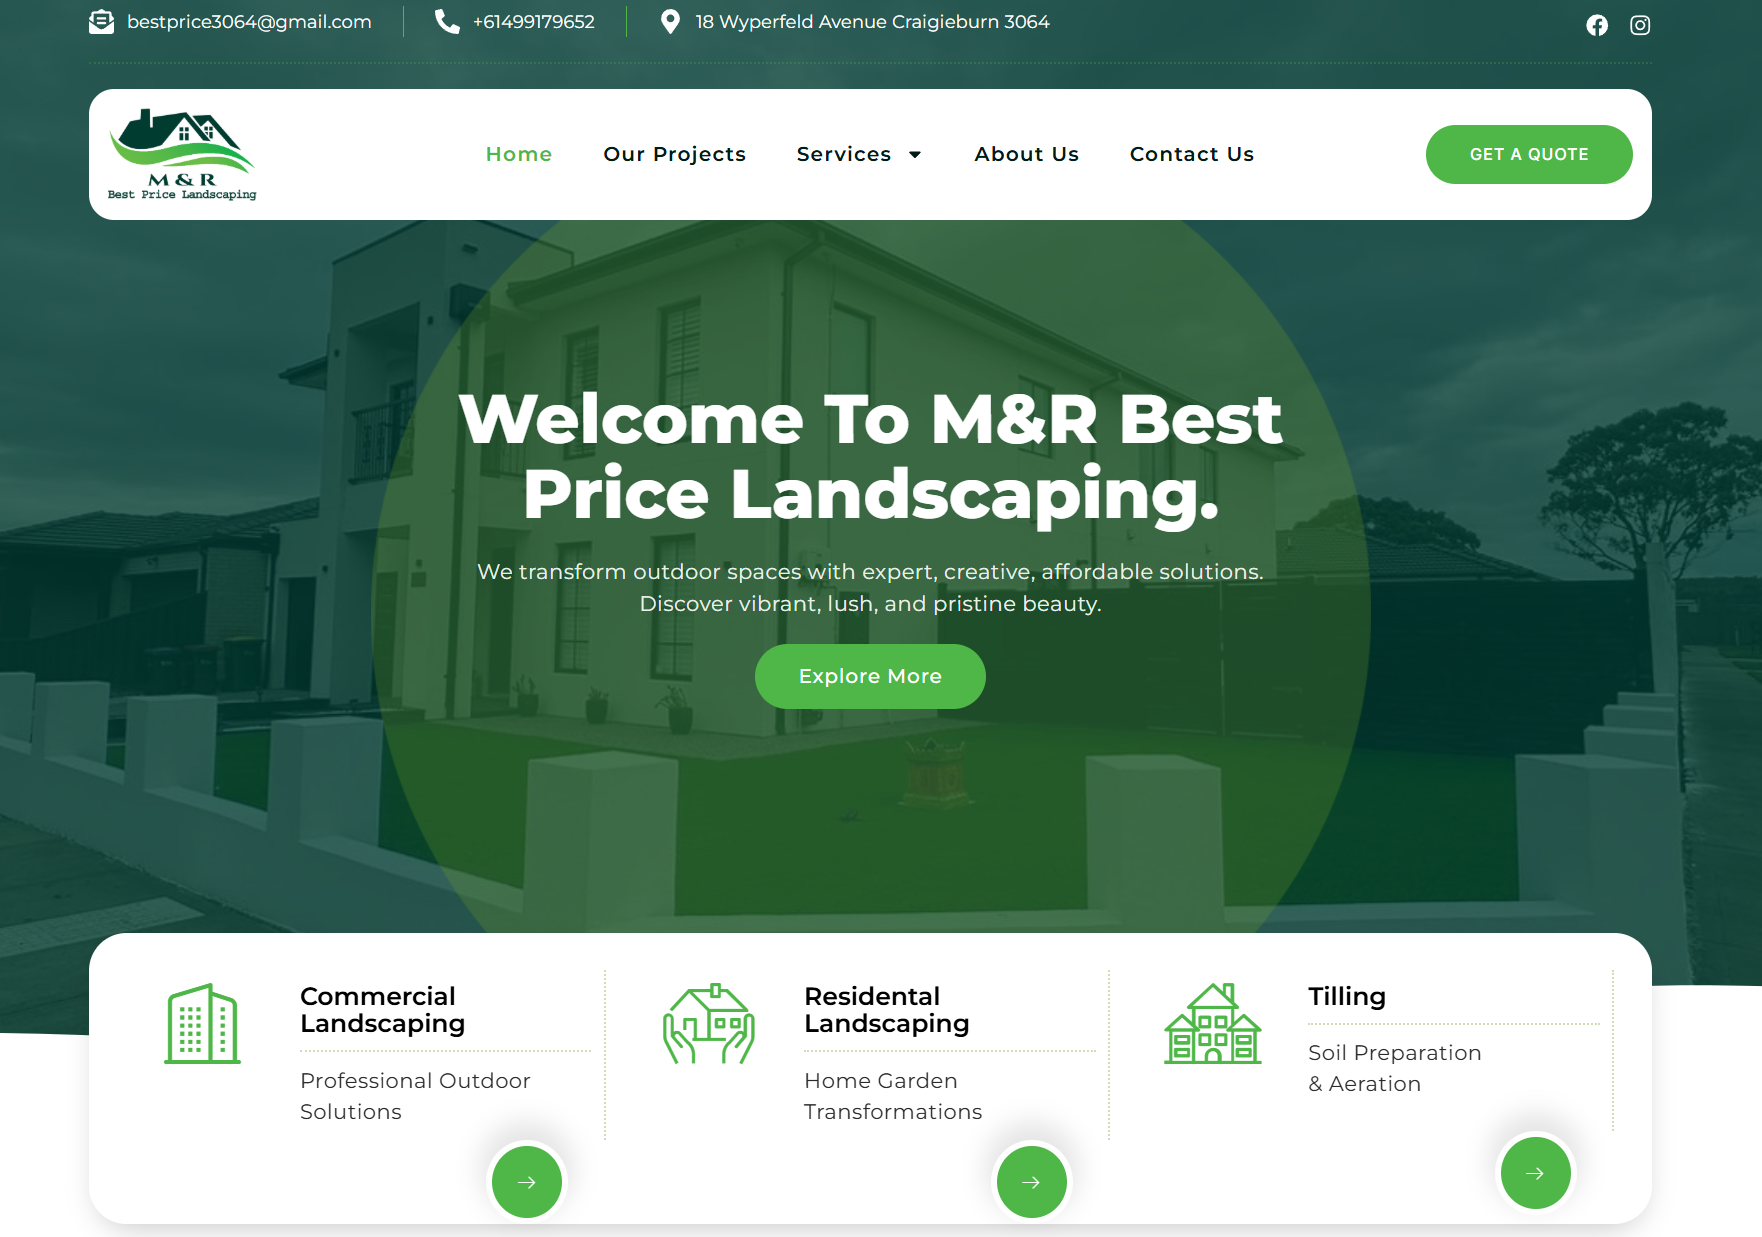 bestprice3064@gmail.com
+61499179652
18 Wyperfeld Avenue Craigieburn 3064
M & R
Best Price Landscaping
Home
Our Projects
Services
About Us
Contact Us
GET A QUOTE
Welcome To M&R Best
Price Landscaping.
We transform outdoor spaces with expert, creative, affordable solutions.
Discover vibrant, lush, and pristine beauty.
Explore More
Commercial
Landscaping
Professional Outdoor
Solutions
Residental
Landscaping
Home Garden
Transformations
Tilling
Soil Preparation
& Aeration